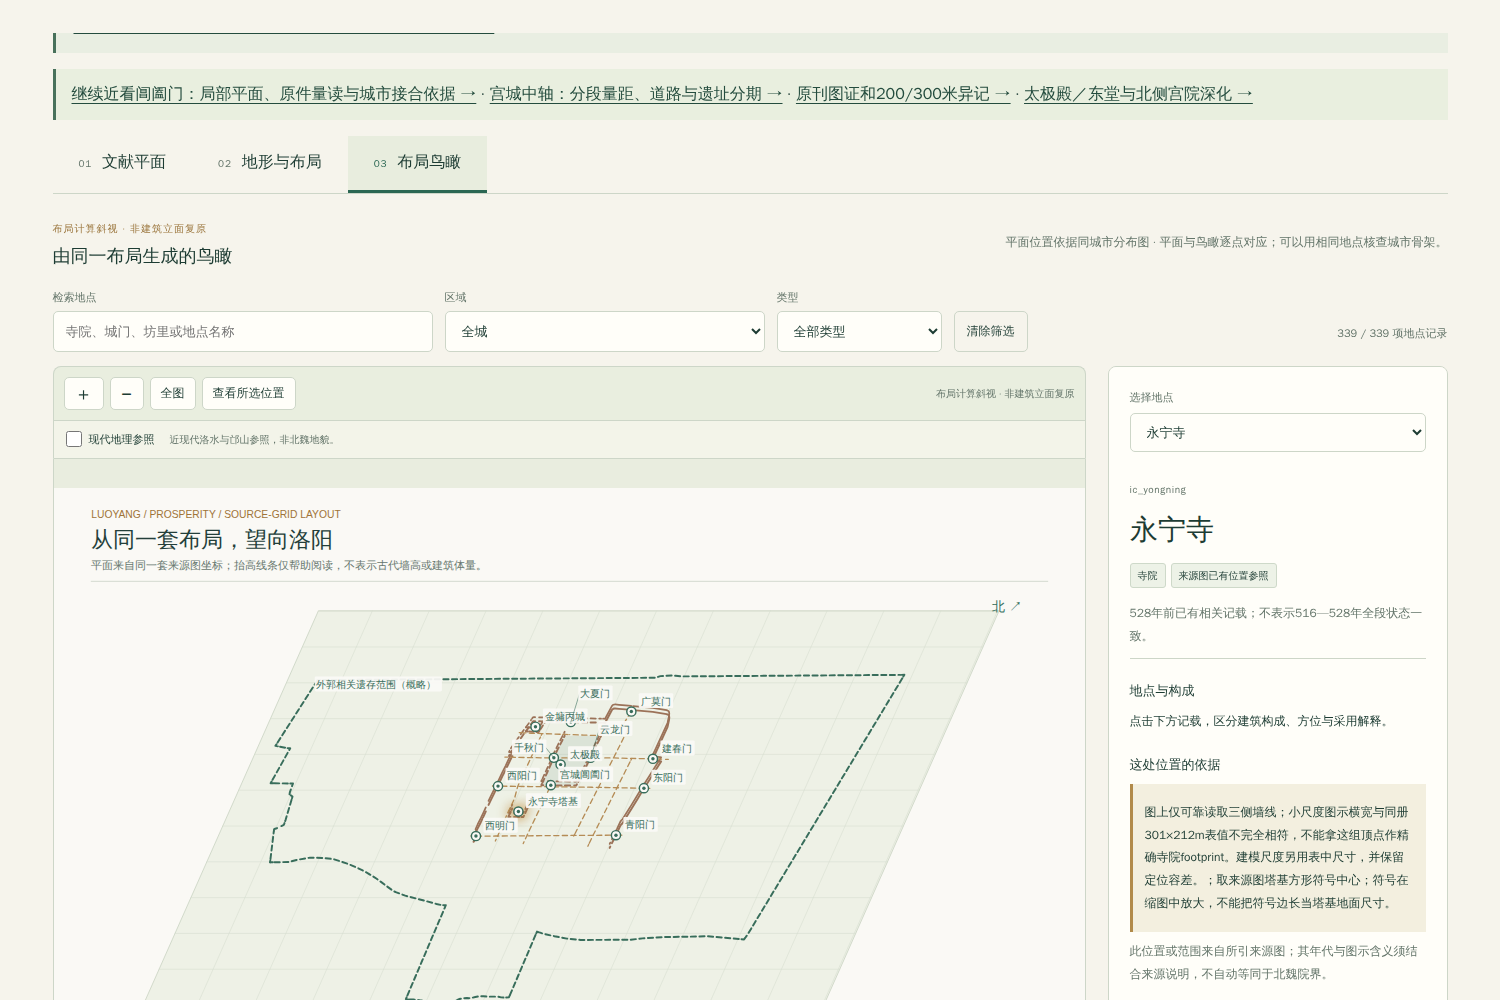 继续近看阊阖门：局部平面、原件量读与城市接合依据 → · 宫城中轴：分段量距、道路与遗址分期 → · 原刊图证和200/300米异记 → · 太极殿／东堂与北侧宫院深化 →
01 文献平面
02 地形与布局
03 布局鸟瞰
布局计算斜视 · 非建筑立面复原
由同一布局生成的鸟瞰
平面位置依据同城市分布图 · 平面与鸟瞰逐点对应；可以用相同地点核查城市骨架。
检索地点
区域
类型
寺院、城门、坊里或地点名称
全城
全部类型
清除筛选
339 / 339 项地点记录
+
−
全图
查看所选位置
布局计算斜视 · 非建筑立面复原
现代地理参照
近现代洛水与邙山参照，非北魏地貌。
LUOYANG / PROSPERITY / SOURCE-GRID LAYOUT
从同一套布局，望向洛阳
平面来自同一套来源图坐标；抬高线条仅帮助阅读，不表示古代墙高或建筑体量。
北 ↗
外郭相关遗存范围（概略）
大夏门
广莫门
金墉丙城
云龙门
千秋门
太极殿
建春门
西阳门
宫城阊阖门
东阳门
永宁寺塔基
西明门
青阳门
选择地点
永宁寺
ic_yongning
永宁寺
寺院
来源图已有位置参照
528年前已有相关记载；不表示516—528年全段状态一
致。
地点与构成
点击下方记载，区分建筑构成、方位与采用解释。
这处位置的依据
图上仅可靠读取三侧墙线；小尺度图示横宽与同册
301×212m表值不完全相符，不能拿这组顶点作精
确寺院footprint。建模尺度另用表中尺寸，并保留
定位容差。；取来源图塔基方形符号中心；符号在
缩图中放大，不能把符号边长当塔基地面尺寸。
此位置或范围来自所引来源图；其年代与图示含义须结
合来源说明，不自动等同于北魏院界。